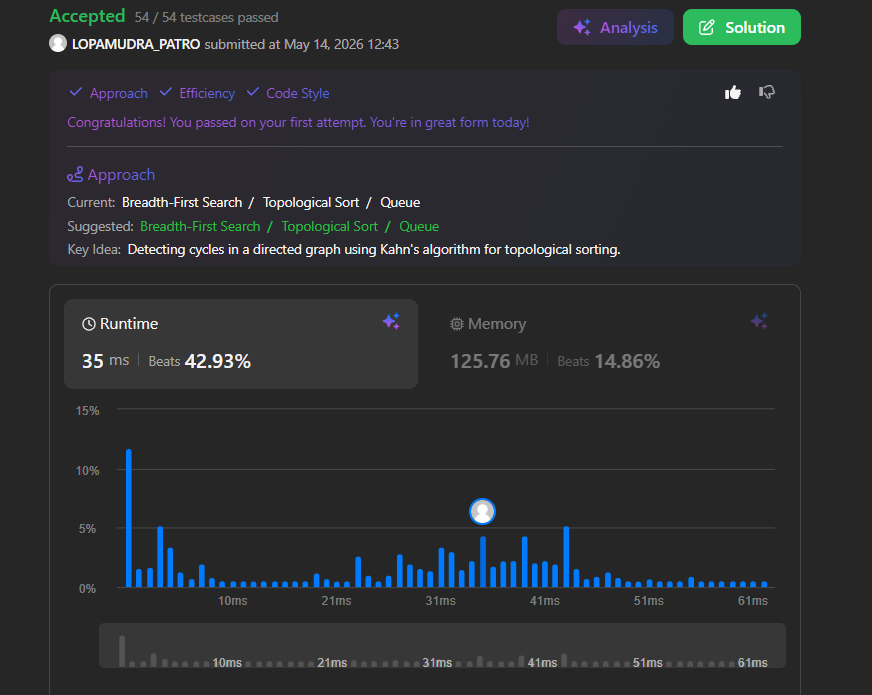 Accepted 54 / 54 testcases passed
LOPAMUDRA_PATRO submitted at May 14, 2026 12:43
Analysis
Solution
Approach Efficiency Code Style
Congratulations! You passed on your first attempt. You're in great form today!
Approach
Current: Breadth-First Search / Topological Sort / Queue
Suggested: Breadth-First Search / Topological Sort / Queue
Key Idea: Detecting cycles in a directed graph using Kahn's algorithm for topological sorting.
Runtime
35 ms Beats 42.93%
Memory
125.76 MB Beats 14.86%
15%
10%
5%
0%
10ms 21ms 31ms 41ms 51ms 61ms
10ms 21ms 31ms 41ms 51ms 61ms